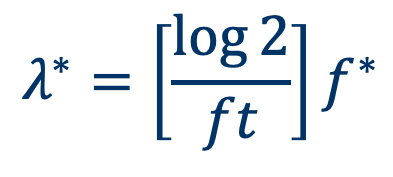 λ* = [log 2 / ft] f*